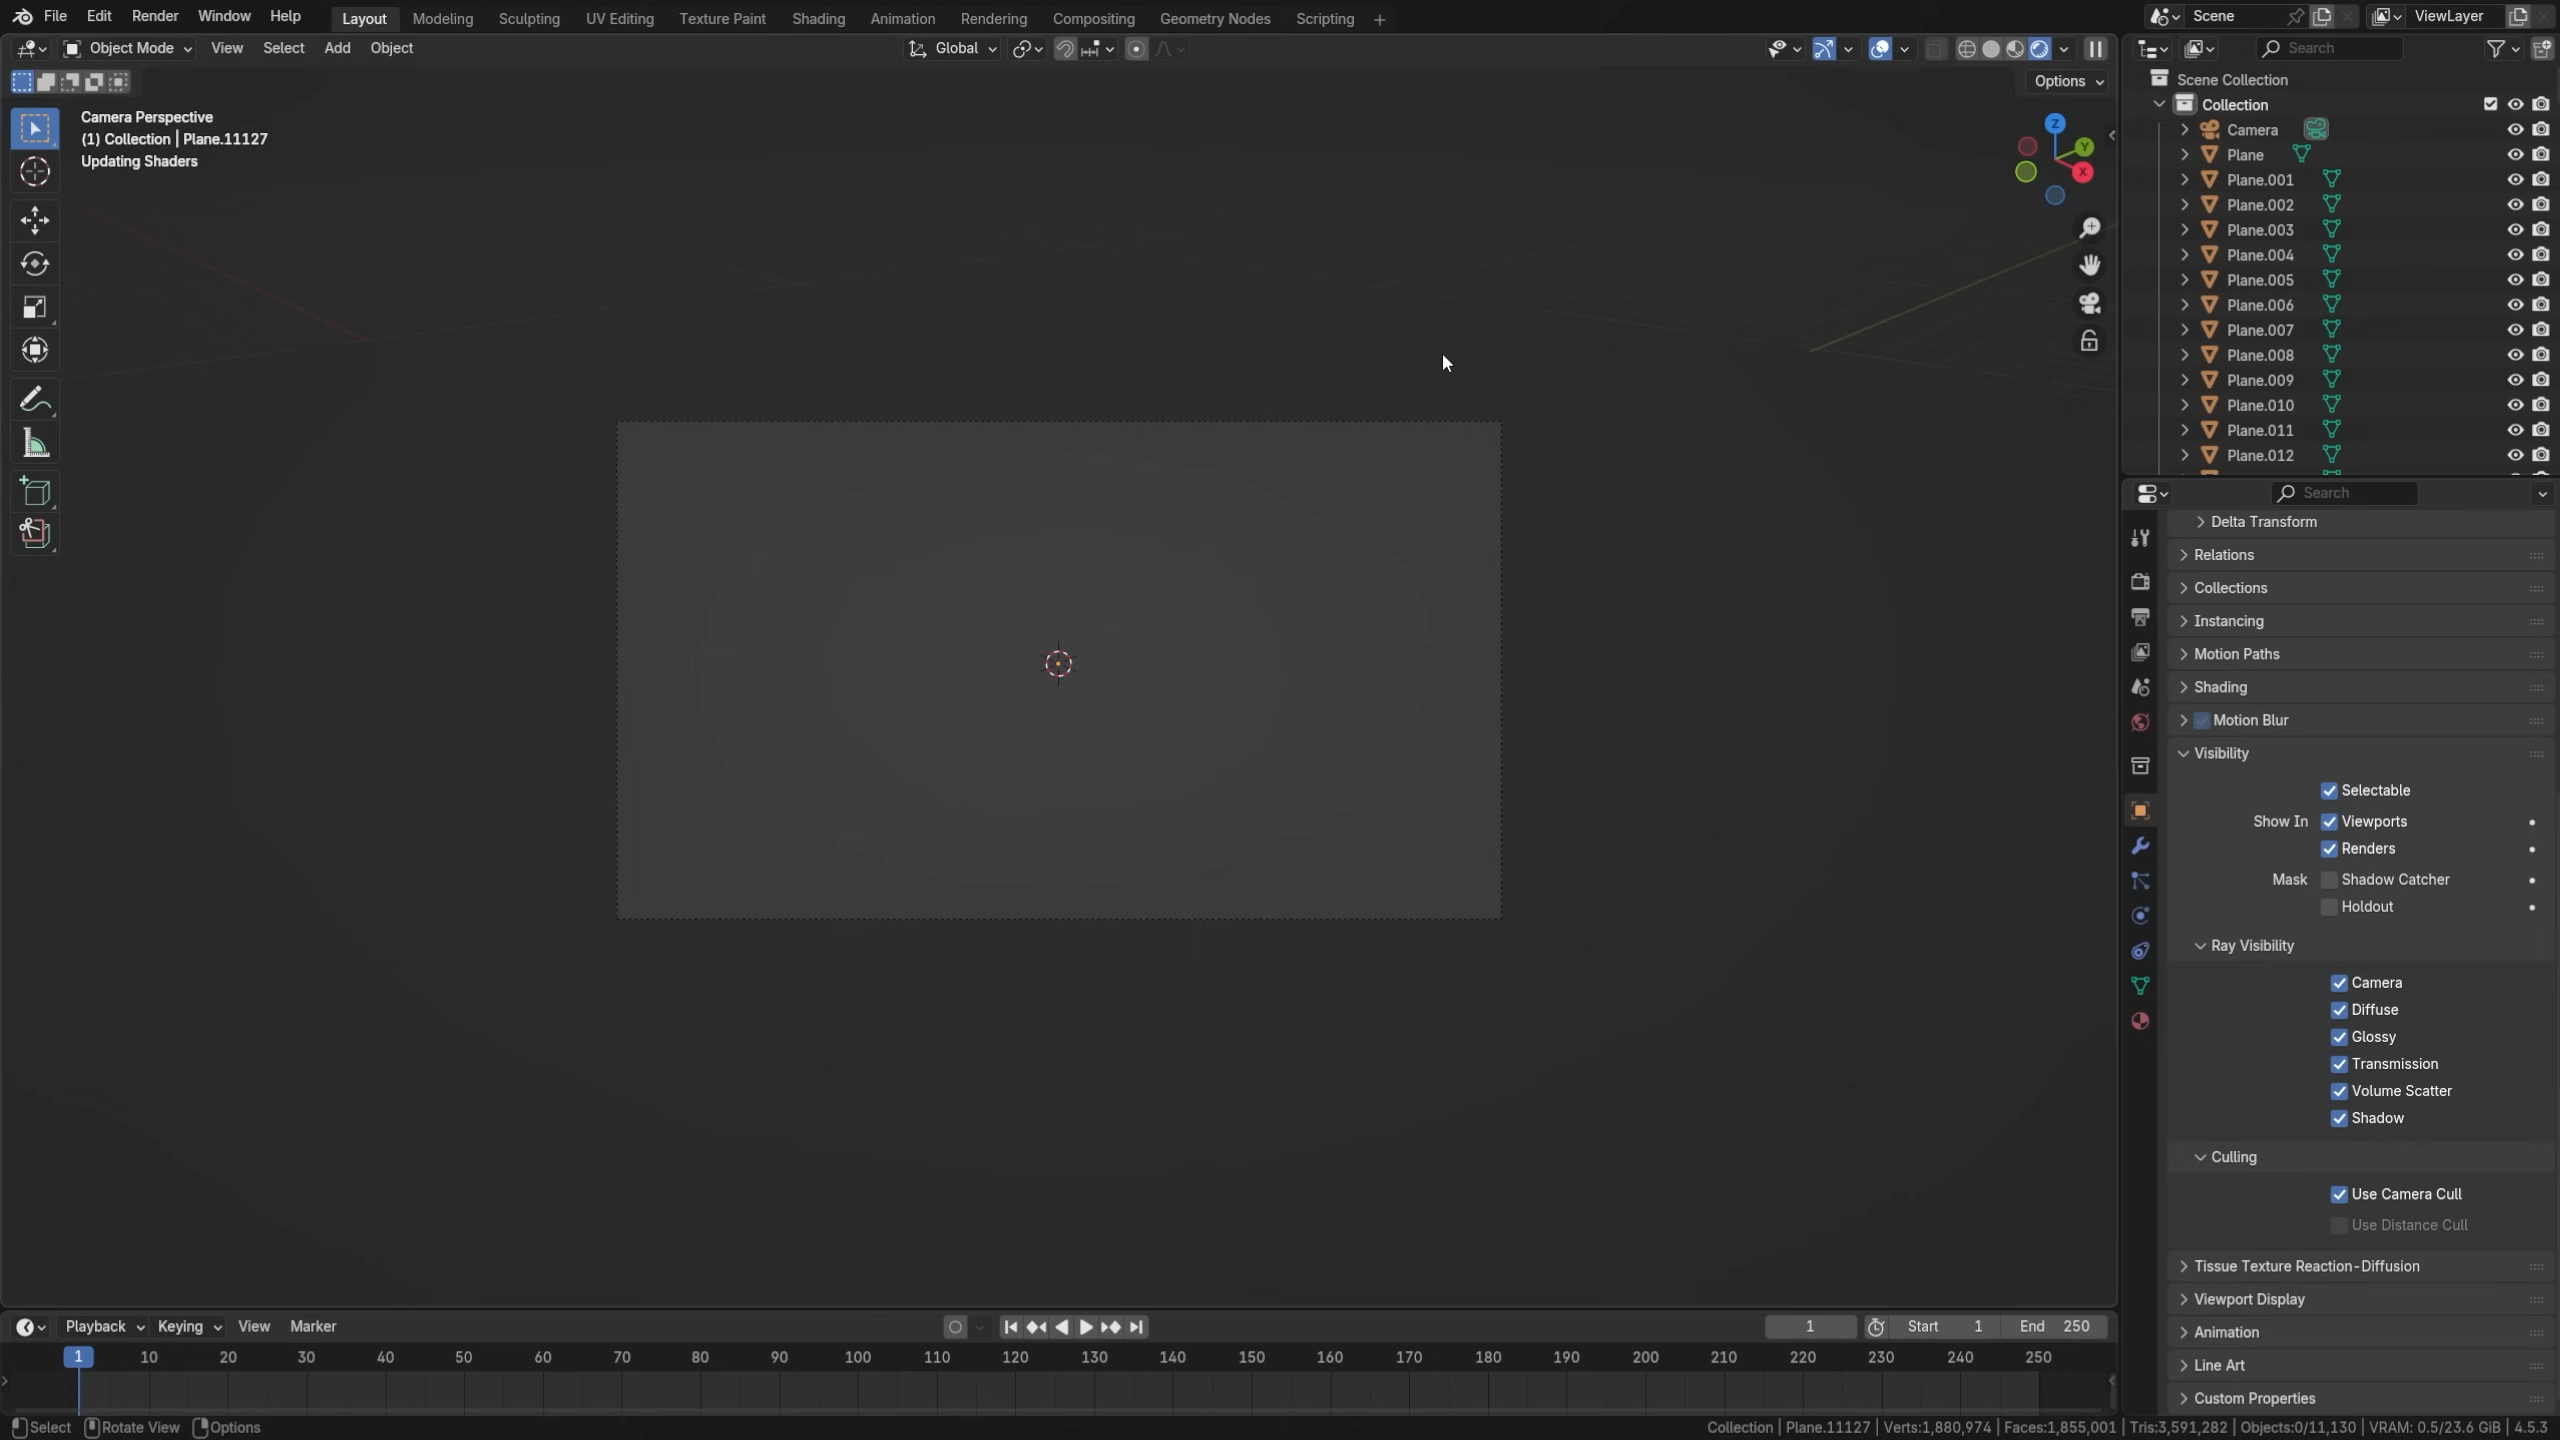 File Edit Render Window Help Layout Modeling Sculpting UV Editing Texture Paint Shading Animation Rendering Compositing Geometry Nodes Scripting + Scene ViewLayer
Object Mode View Select Add Object Global Search
Options
Camera Perspective
(1) Collection | Plane.11127
Updating Shaders
Z
Y
X
Scene Collection
Collection
Camera
Plane
Plane.001
Plane.002
Plane.003
Plane.004
Plane.005
Plane.006
Plane.007
Plane.008
Plane.009
Plane.010
Plane.011
Plane.012
Search
Delta Transform
Relations
Collections
Instancing
Motion Paths
Shading
Motion Blur
Visibility
Selectable
Show In Viewports
Renders
Mask Shadow Catcher
Holdout
Ray Visibility
Camera
Diffuse
Glossy
Transmission
Volume Scatter
Shadow
Culling
Use Camera Cull
Use Distance Cull
Tissue Texture Reaction-Diffusion
Viewport Display
Animation
Line Art
Custom Properties
Playback Keying View Marker 1 Start 1 End 250
1 10 20 30 40 50 60 70 80 90 100 110 120 130 140 150 160 170 180 190 200 210 220 230 240 250
Select Rotate View Options Collection | Plane.11127 | Verts:1,880,974 | Faces:1,855,001 | Tris:3,591,282 | Objects:0/11,130 | VRAM: 0.5/23.6 GiB | 4.5.3